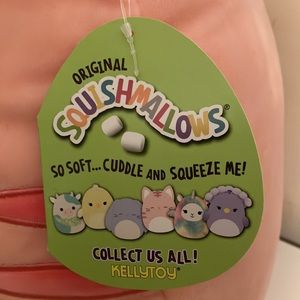 ORIGINAL
SQUISHMALLOWS®
SO SOFT...CUDDLE AND SQUEEZE ME!
COLLECT US ALL!
KELLYTOY®